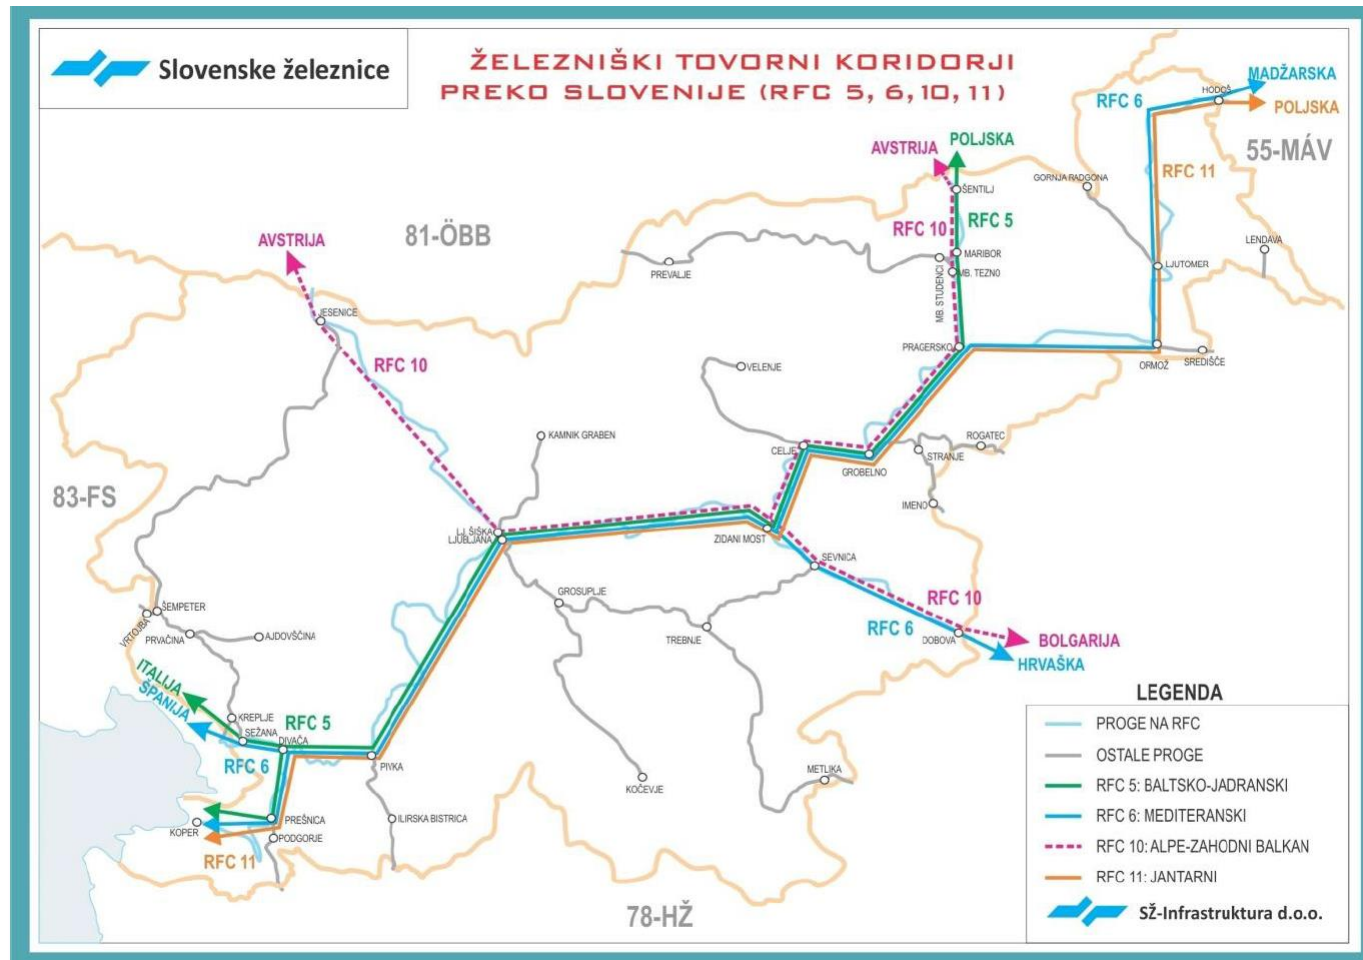 Slovenske železnice
ŽELEZNIŠKI TOVORNI KORIDORJI
PREKO SLOVENIJE (RFC 5, 6, 10, 11)
MADŽARSKA
HODOŠ
RFC 6
POLJSKA
55-MÁV
POLJSKA
AVSTRIJA
RFC 11
GORNJA RADGONA
ŠENTILJ
RFC 10
RFC 5
81-ÖBB
AVSTRIJA
LENDAVA
MARIBOR
LJUTOMER
PREVALJE
MB. TEZNO
MB. STUDENCI
JESENICE
PRAGERSKO
RFC 10
VELENJE
ORMOŽ
SREDIŠČE
KAMNIK GRABEN
ROGATEC
CELJE
STRANJE
GROBELNO
83-FS
IMENO
LJ. ŠIŠKA
LJUBLJANA
ZIDANI MOST
SEVNICA
GROSUPLJE
RFC 10
ŠEMPETER
VRTOJBA
PRVAČINA
AJDOVŠČINA
TREBNJE
RFC 6
DOBOVA
BOLGARIJA
HRVAŠKA
ITALIJA
ŠPANIJA
KREPLJE
RFC 5
SEŽANA
DIVAČA
RFC 6
PIVKA
METLIKA
KOČEVJE
PREŠNICA
ILIRSKA BISTRICA
KOPER
PODGORJE
RFC 11
78-HŽ
LEGENDA
PROGE NA RFC
OSTALE PROGE
RFC 5: BALTSKO-JADRANSKI
RFC 6: MEDITERANSKI
RFC 10: ALPE-ZAHODNI BALKAN
RFC 11: JANTARNI
SŽ-Infrastruktura d.o.o.